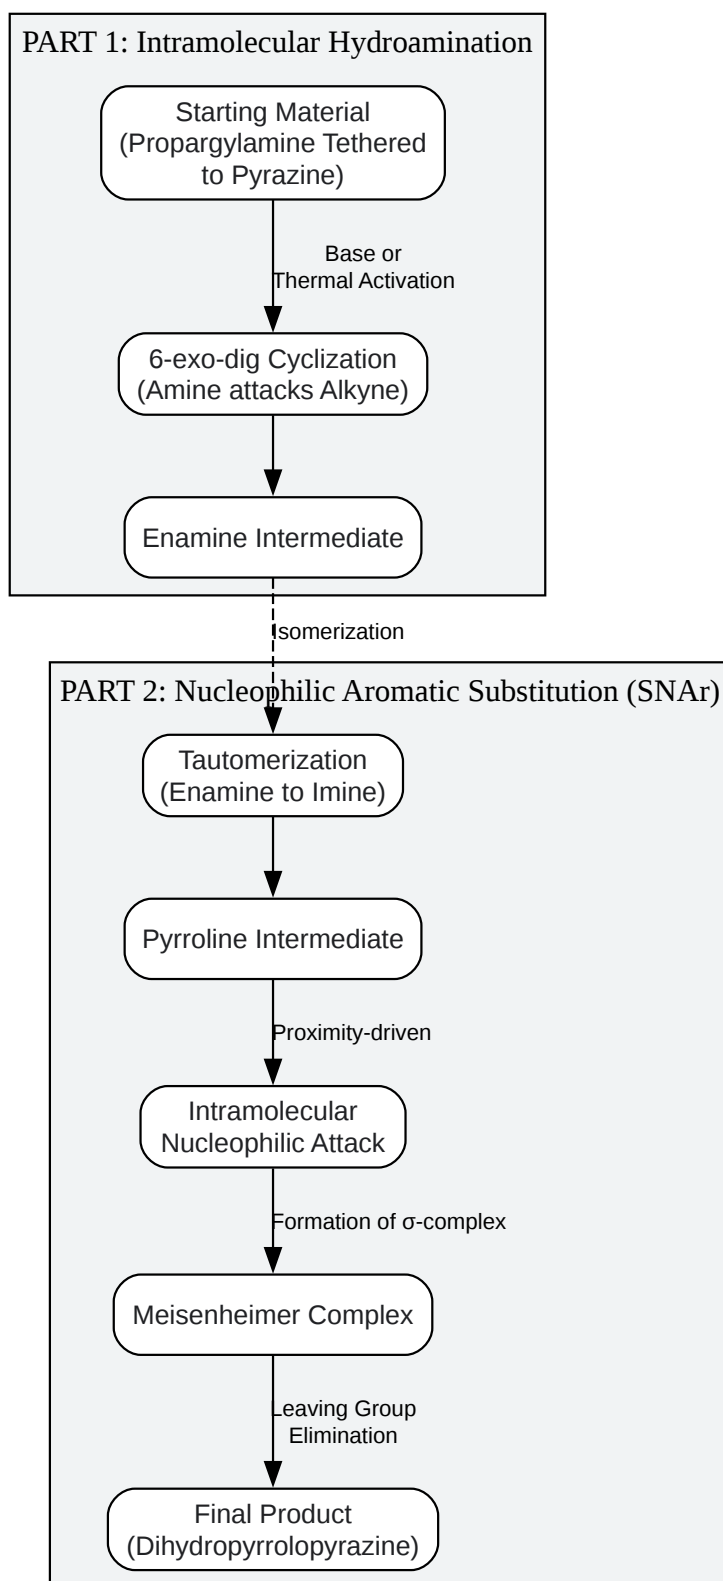 PART 1: Intramolecular Hydroamination
Starting Material
(Propargylamine Tethered
to Pyrazine)
Base or
Thermal Activation
6-exo-dig Cyclization
(Amine attacks Alkyne)
Enamine Intermediate
Isomerization
PART 2: Nucleophilic Aromatic Substitution (SNAr)
Tautomerization
(Enamine to Imine)
Pyrroline Intermediate
Proximity-driven
Intramolecular
Nucleophilic Attack
Formation of σ-complex
Meisenheimer Complex
Leaving Group
Elimination
Final Product
(Dihydropyrrolopyrazine)